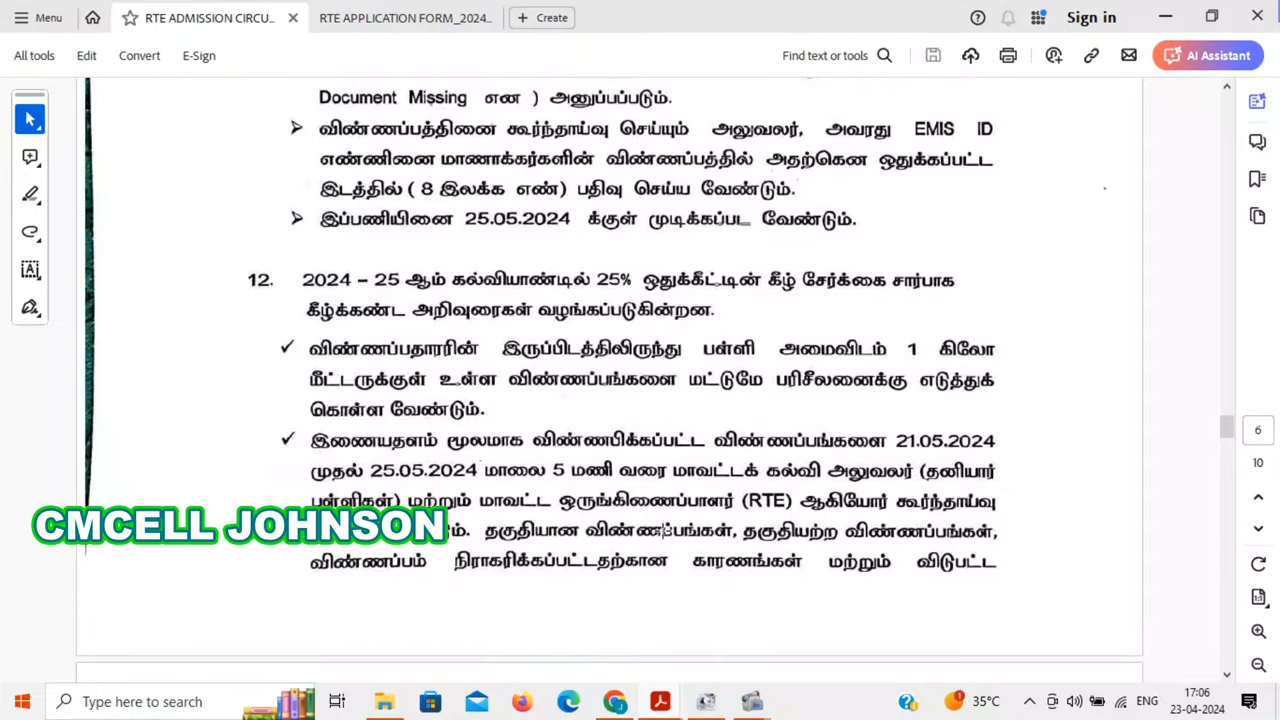 Menu
RTE ADMISSION CIRCU...
RTE APPLICATION FORM_2024...
+ Create
Sign in
All tools
Edit
Convert
E-Sign
Find text or tools
AI Assistant
Document Missing என ) அனுப்பப்படும்.
➢ விண்ணப்பத்தினை கூர்ந்தாய்வு செய்யும் அலுவலர், அவரது EMIS ID
எண்ணினை மாணாக்கர்களின் விண்ணப்பத்தில் அதற்கென ஒதுக்கப்பட்ட
இடத்தில் ( 8 இலக்க எண்) பதிவு செய்ய வேண்டும்.
➢ இப்பணியினை 25.05.2024 க்குள் முடிக்கப்பட வேண்டும்.
12. 2024 – 25 ஆம் கல்வியாண்டில் 25% ஒதுக்கீட்டின் கீழ் சேர்க்கை சார்பாக
கீழ்க்கண்ட அறிவுரைகள் வழங்கப்படுகின்றன.
✓ விண்ணப்பதாரரின் இருப்பிடத்திலிருந்து பள்ளி அமைவிடம் 1 கிலோ
மீட்டருக்குள் உள்ள விண்ணப்பங்களை மட்டுமே பரிசீலனைக்கு எடுத்துக்
கொள்ள வேண்டும்.
✓ இணையதளம் மூலமாக விண்ணபிக்கப்பட்ட விண்ணப்பங்களை 21.05.2024
முதல் 25.05.2024 மாலை 5 மணி வரை மாவட்டக் கல்வி அலுவலர் (தனியார்
பள்ளிகள்) மற்றும் மாவட்ட ஒருங்கிணைப்பாளர் (RTE) ஆகியோர் கூர்ந்தாய்வு
தகுதியான விண்ணப்பங்கள், தகுதியற்ற விண்ணப்பங்கள்,
விண்ணப்பம் நிராகரிக்கப்பட்டதற்கான காரணங்கள் மற்றும் விடுபட்ட
CMCELL JOHNSON
6
10
Type here to search
35°C
ENG
17:06
23-04-2024